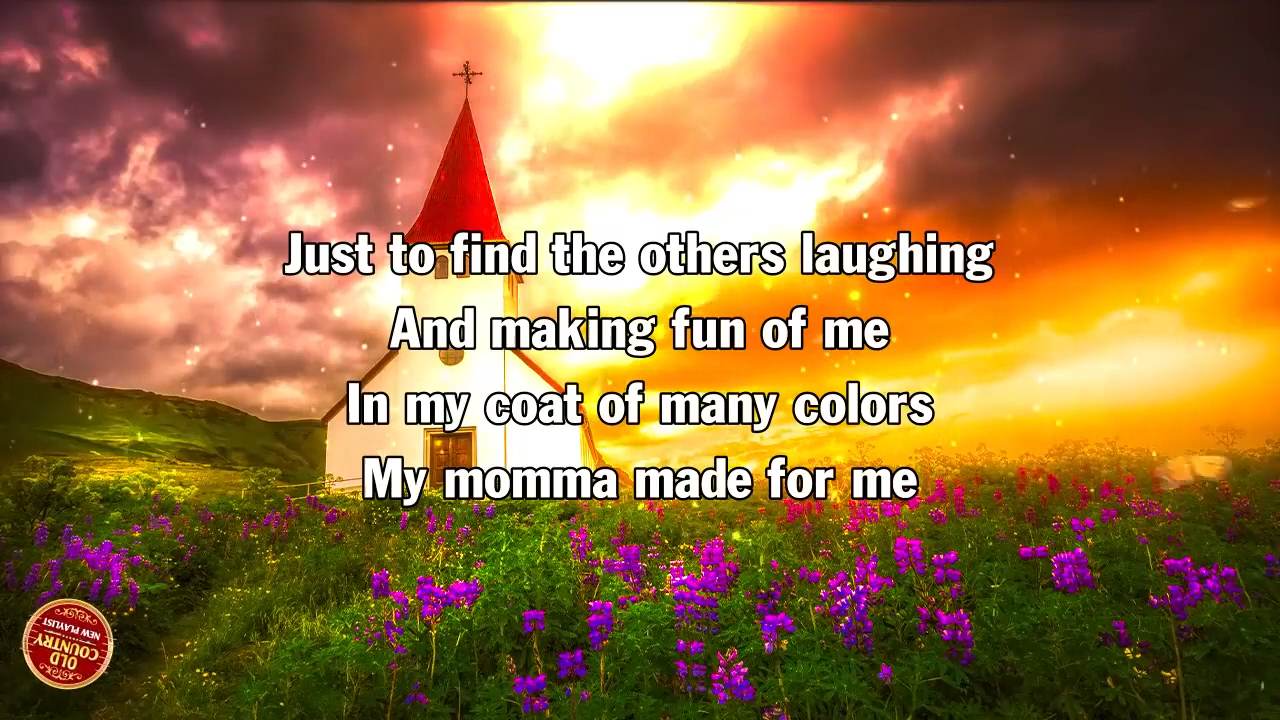 Just to find the others laughing
And making fun of me
In my coat of many colors
My momma made for me
OLD
COUNTRY
NEW PLAYLIST